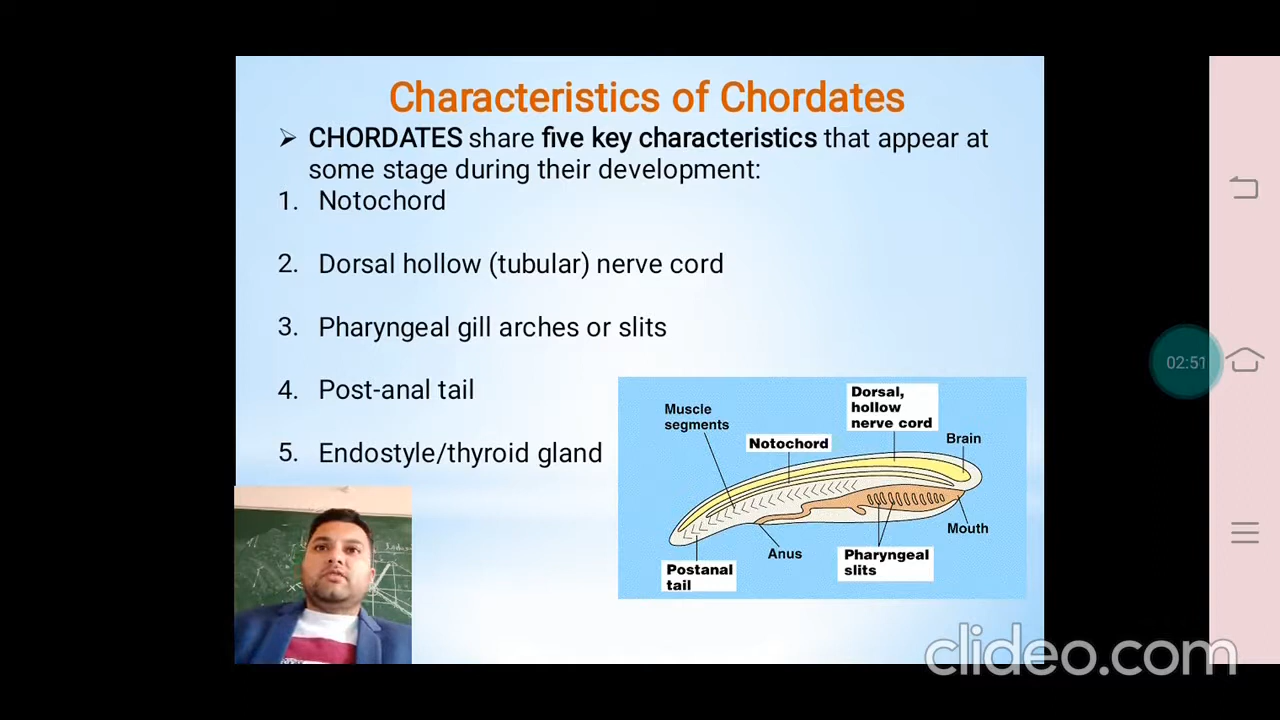 Characteristics of Chordates
➢ CHORDATES share five key characteristics that appear at
some stage during their development:
1. Notochord
2. Dorsal hollow (tubular) nerve cord
3. Pharyngeal gill arches or slits
4. Post-anal tail
5. Endostyle/thyroid gland
Muscle
segments
Notochord
Dorsal,
hollow
nerve cord
Brain
Mouth
Pharyngeal
slits
Anus
Postanal
tail
02:51
clideo.com